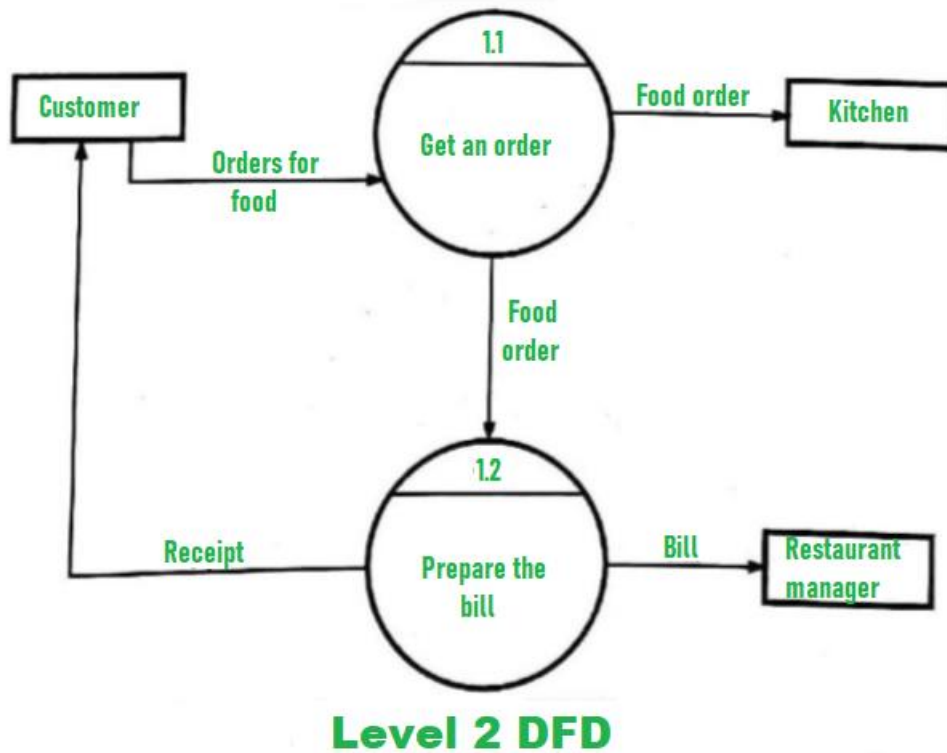 1.1
Customer
Food order
Kitchen
Get an order
Orders for
food
Food
order
1.2
Receipt
Prepare the
bill
Bill
Restaurant
manager
Level 2 DFD